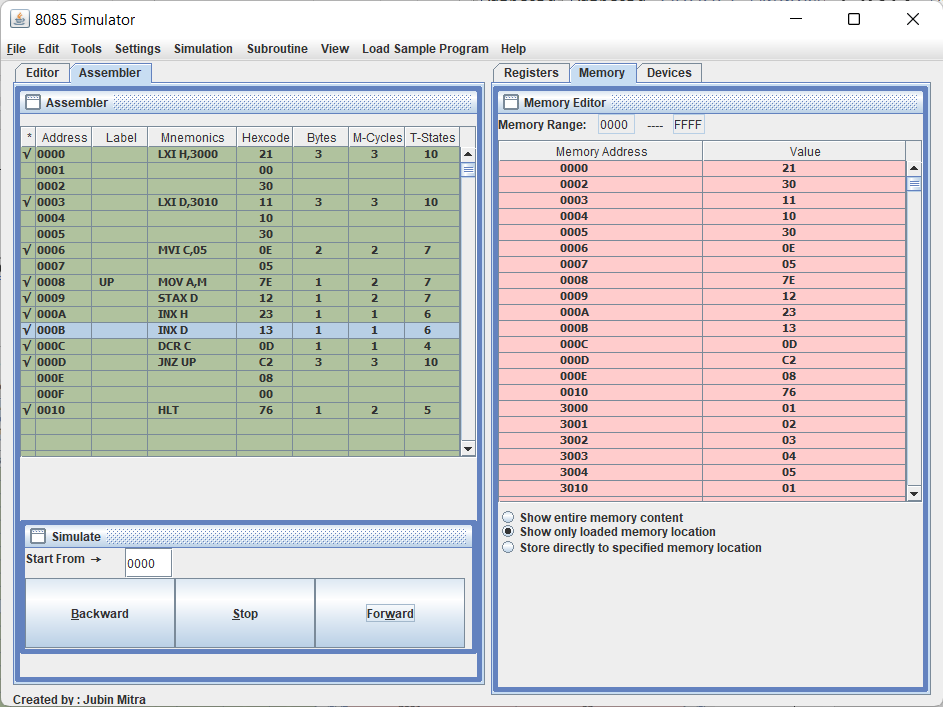 8085 Simulator
File Edit Tools Settings Simulation Subroutine View Load Sample Program Help
Editor Assembler
Assembler
* Address Label Mnemonics Hexcode Bytes M-Cycles T-States
√ 0000 LXI H,3000 21 3 3 10
0001 00
0002 30
√ 0003 LXI D,3010 11 3 3 10
0004 10
0005 30
√ 0006 MVI C,05 0E 2 2 7
0007 05
√ 0008 UP MOV A,M 7E 1 2 7
√ 0009 STAX D 12 1 2 7
√ 000A INX H 23 1 1 6
√ 000B INX D 13 1 1 6
√ 000C DCR C 0D 1 1 4
√ 000D JNZ UP C2 3 3 10
000E 08
000F 00
√ 0010 HLT 76 1 2 5
Simulate
Start From → 0000
Backward Stop Forward
Created by : Jubin Mitra
Registers Memory Devices
Memory Editor
Memory Range: 0000 ---- FFFF
Memory Address Value
0000 21
0002 30
0003 11
0004 10
0005 30
0006 0E
0007 05
0008 7E
0009 12
000A 23
000B 13
000C 0D
000D C2
000E 08
0010 76
3000 01
3001 02
3002 03
3003 04
3004 05
3010 01
Show entire memory content
Show only loaded memory location
Store directly to specified memory location